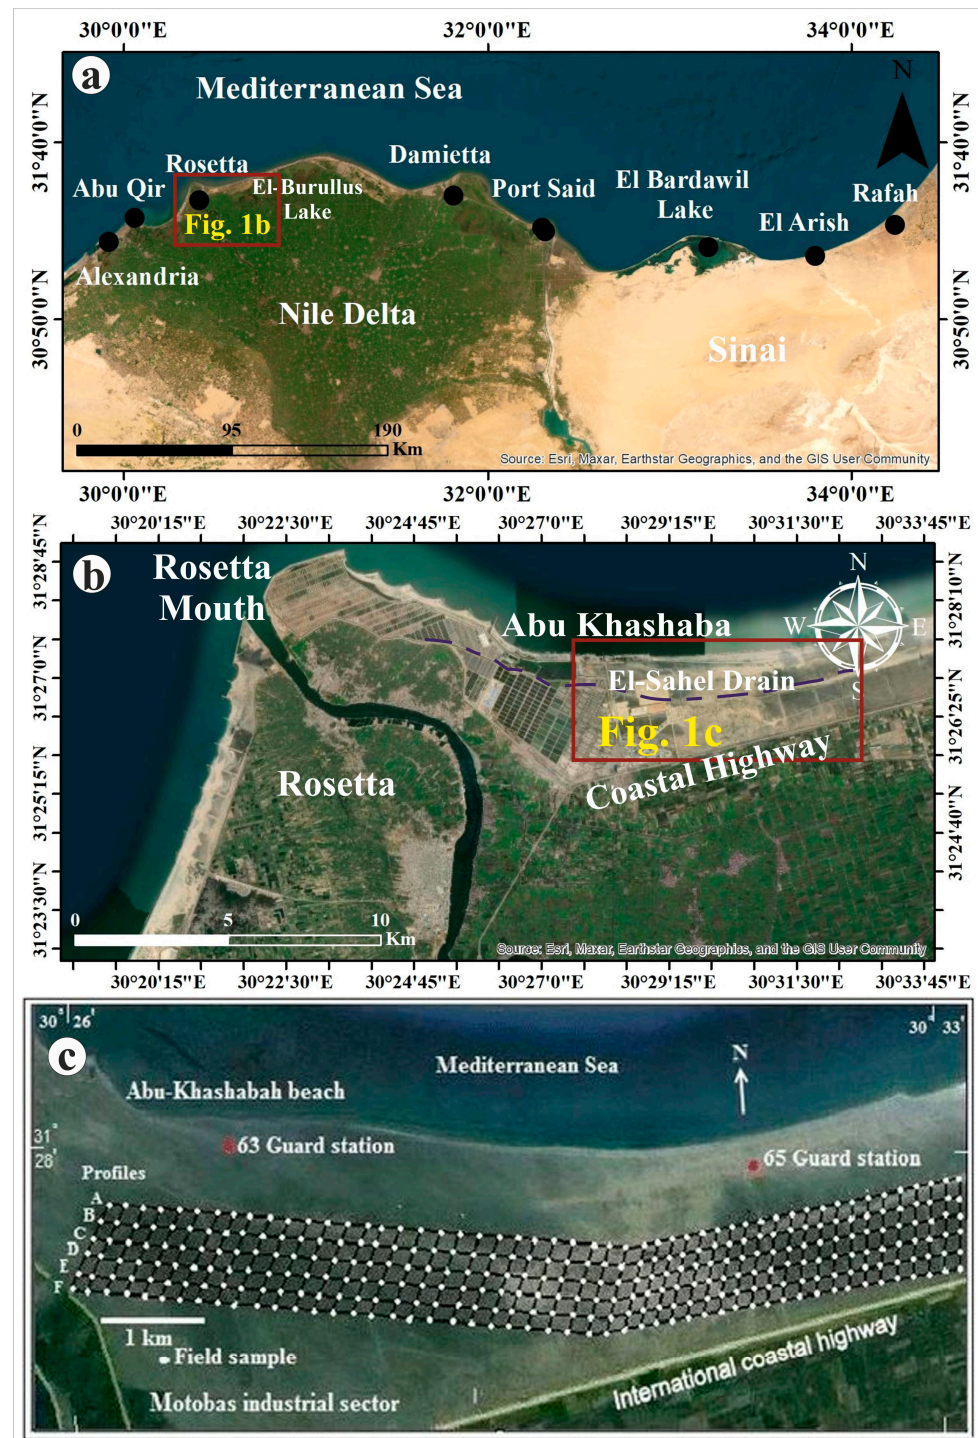 30°0'0"E 32°0'0"E 34°0'0"E
a
N
Mediterranean Sea
31°40'0"N
31°40'0"N
Damietta
Rosetta
Abu Qir
El-Burullus
Lake
Port Said
El Bardawil
Lake
Rafah
Fig. 1b
El Arish
Alexandria
Nile Delta
30°50'0"N
30°50'0"N
Sinai
0 95 190
Km
Source: Esri, Maxar, Earthstar Geographics, and the GIS User Community
30°0'0"E 32°0'0"E 34°0'0"E
30°20'15"E 30°22'30"E 30°24'45"E 30°27'0"E 30°29'15"E 30°31'30"E 30°33'45"E
31°28'45"N
31°27'0"N
31°25'15"N
31°23'30"N
31°28'10"N
31°26'25"N
31°24'40"N
b
Rosetta
Mouth
Abu Khashaba
N
W E
S
El-Sahel Drain
Fig. 1c
Coastal Highway
Rosetta
0 5 10
Km
Source: Esri, Maxar, Earthstar Geographics, and the GIS User Community
30°20'15"E 30°22'30"E 30°24'45"E 30°27'0"E 30°29'15"E 30°31'30"E 30°33'45"E
30° 26'
30° 33'
c
Mediterranean Sea
N
Abu-Khashabah beach
31°
28'
63 Guard station
65 Guard station
Profiles
A
B
C
D
E
F
1 km
Field sample
Motobas industrial sector
International coastal highway